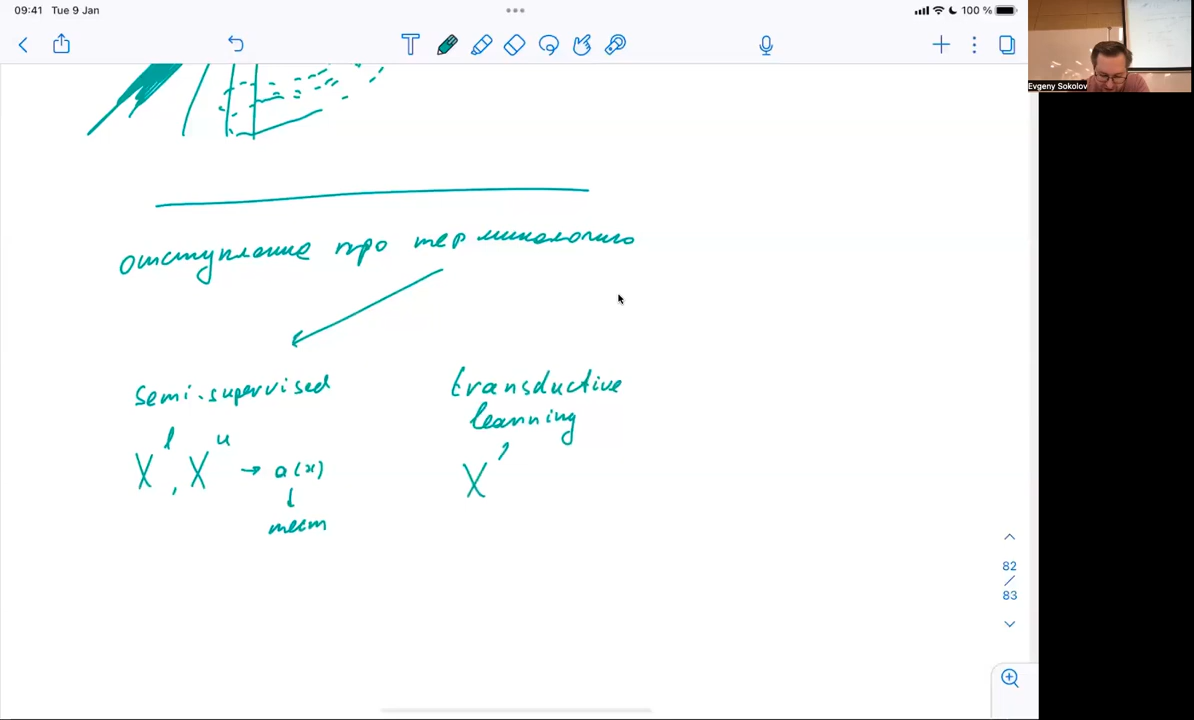 09:41 Tue 9 Jan
100 %
Evgeny Sokolov
отступление про терминологию
semi-supervised
transductive
learning
X^l, X^u → a(x)
тест
X^l
82
/
83